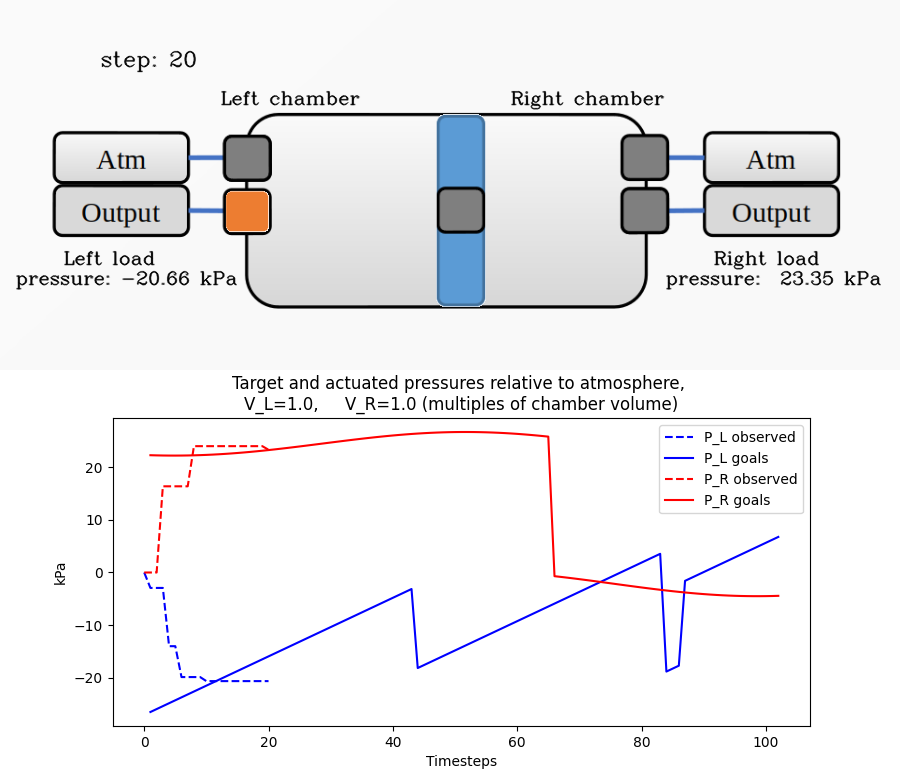 step: 20
Left chamber
Right chamber
Atm
Atm
Output
Output
Left load
pressure: −20.66 kPa
Right load
pressure: 23.35 kPa
Target and actuated pressures relative to atmosphere,
V_L=1.0, V_R=1.0 (multiples of chamber volume)
P_L observed
P_L goals
P_R observed
P_R goals
kPa
20
10
0
−10
−20
0 20 40 60 80 100
Timesteps